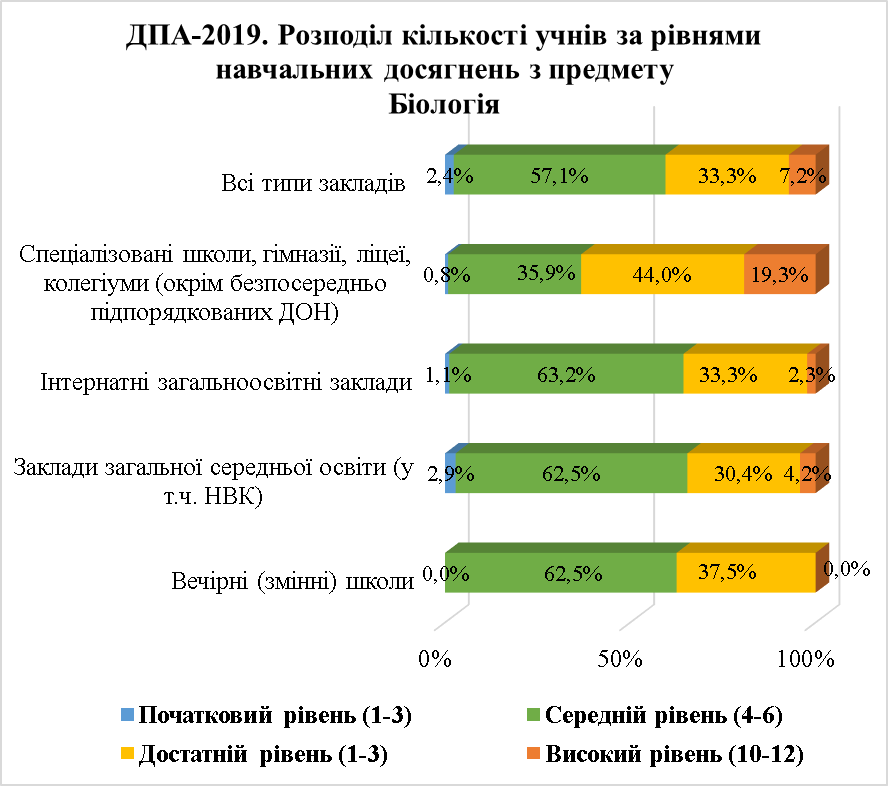 ДПА-2019. Розподіл кількості учнів за рівнями
навчальних досягнень з предмету
Біологія
Всі типи закладів
2,4% 57,1% 33,3% 7,2%
Спеціалізовані школи, гімназії, ліцеї,
колегіуми (окрім безпосередньо
підпорядкованих ДОН)
0,8% 35,9% 44,0% 19,3%
Інтернатні загальноосвітні заклади
1,1% 63,2% 33,3% 2,3%
Заклади загальної середньої освіти (у
т.ч. НВК)
2,9% 62,5% 30,4% 4,2%
Вечірні (змінні) школи
0,0% 62,5% 37,5% 0,0%
0% 50% 100%
Початковий рівень (1-3) Середній рівень (4-6)
Достатній рівень (1-3) Високий рівень (10-12)